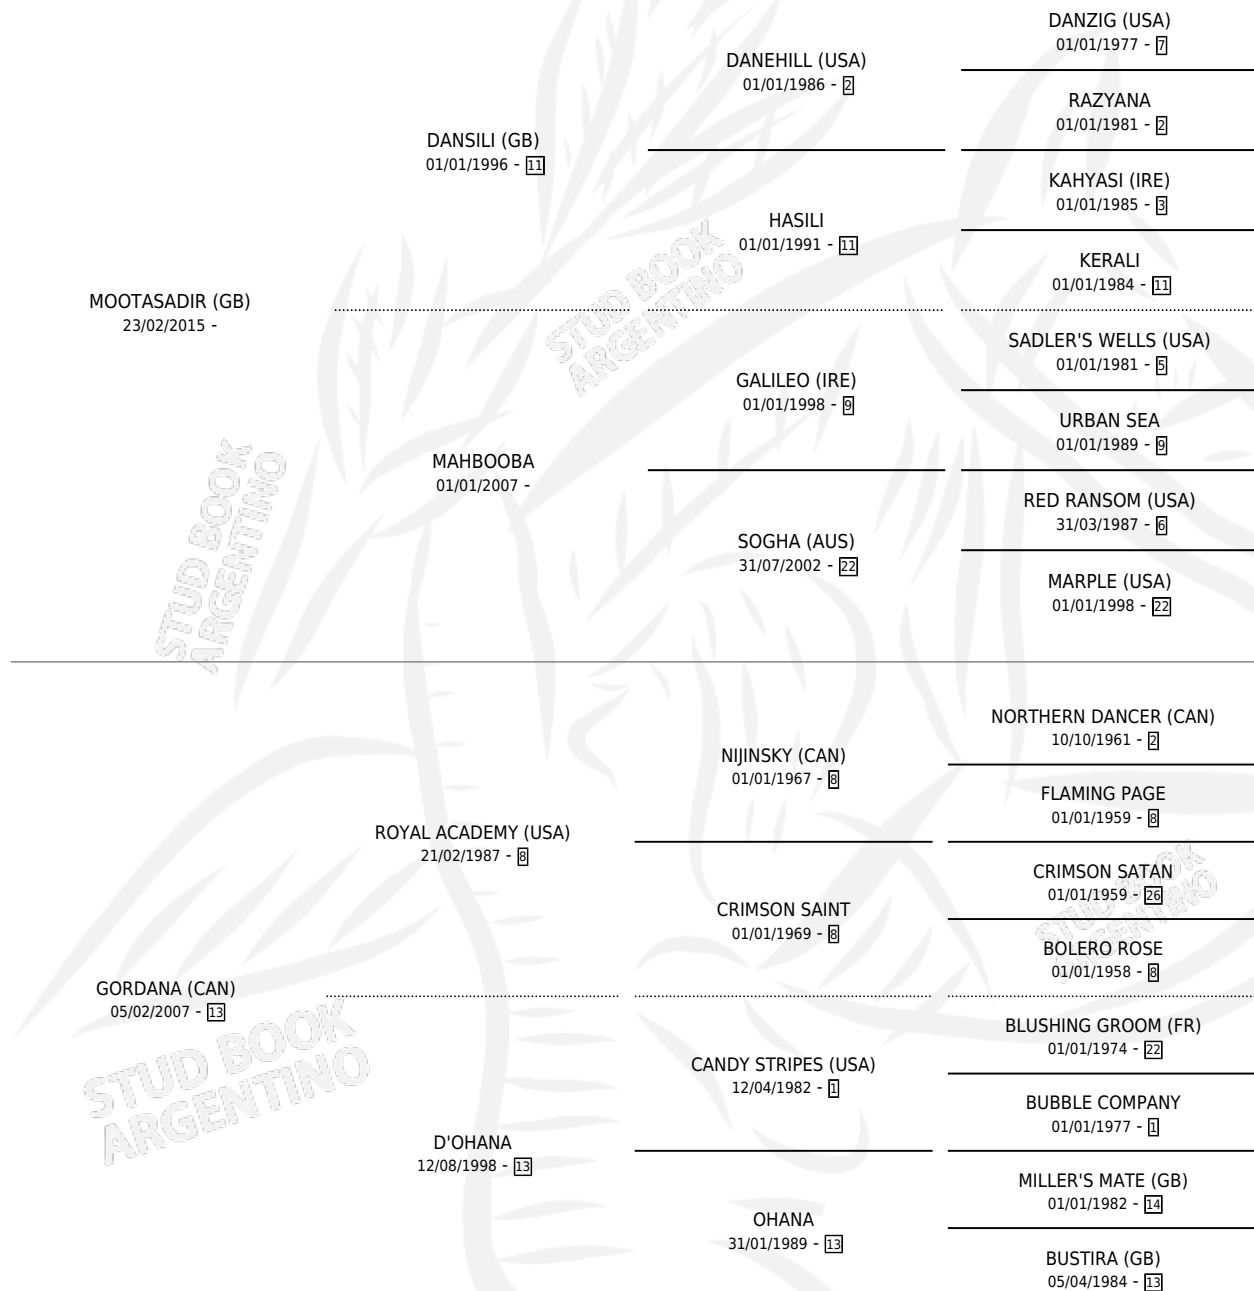 DANZIG (USA)
01/01/1977 - 7
DANEHILL (USA)
01/01/1986 - 2
RAZYANA
01/01/1981 - 2
DANSILI (GB)
01/01/1996 - 11
KAHYASI (IRE)
01/01/1985 - 3
HASILI
01/01/1991 - 11
KERALI
01/01/1984 - 11
MOOTASADIR (GB)
23/02/2015 -
SADLER'S WELLS (USA)
01/01/1981 - 5
GALILEO (IRE)
01/01/1998 - 9
URBAN SEA
01/01/1989 - 9
MAHBOOBA
01/01/2007 -
RED RANSOM (USA)
31/03/1987 - 6
SOGHA (AUS)
31/07/2002 - 22
MARPLE (USA)
01/01/1998 - 22
NORTHERN DANCER (CAN)
10/10/1961 - 2
NIJINSKY (CAN)
01/01/1967 - 8
FLAMING PAGE
01/01/1959 - 8
ROYAL ACADEMY (USA)
21/02/1987 - 8
CRIMSON SATAN
01/01/1959 - 26
CRIMSON SAINT
01/01/1969 - 8
BOLERO ROSE
01/01/1958 - 8
GORDANA (CAN)
05/02/2007 - 13
BLUSHING GROOM (FR)
01/01/1974 - 22
CANDY STRIPES (USA)
12/04/1982 - 1
BUBBLE COMPANY
01/01/1977 - 1
D'OHANA
12/08/1998 - 13
MILLER'S MATE (GB)
01/01/1982 - 14
OHANA
31/01/1989 - 13
BUSTIRA (GB)
05/04/1984 - 13
STUD BOOK
ARGENTINO
STUD BOOK
ARGENTINO
STUD BOOK
ARGENTINO
STUD BOOK
ARGENTINO